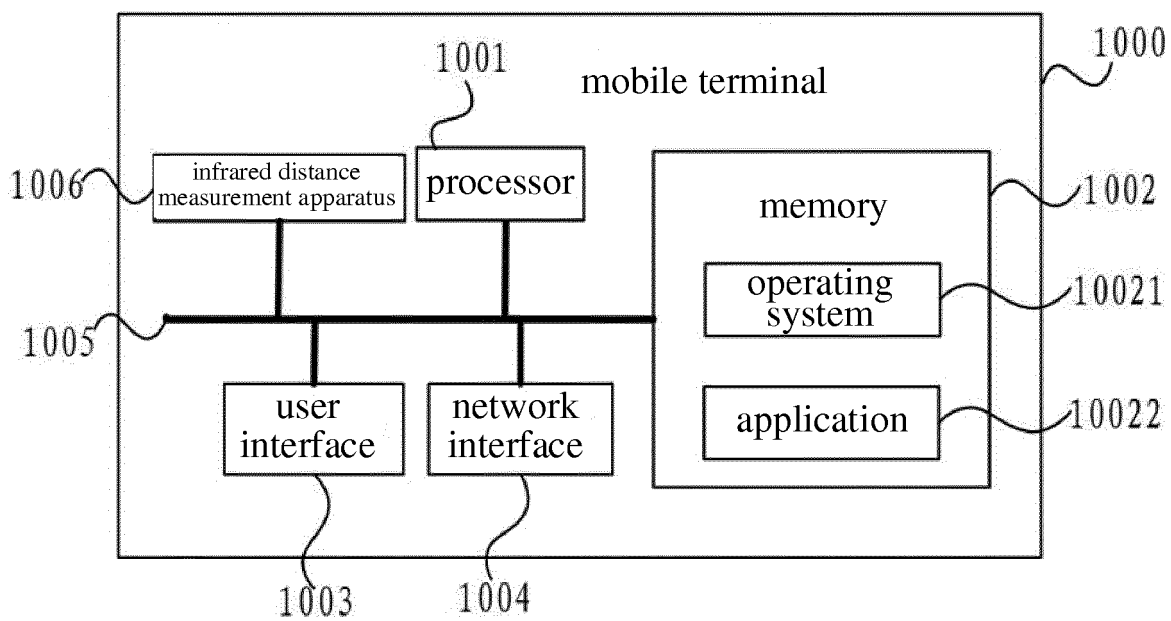 1000
1001
mobile terminal
infrared distance
measurement apparatus
1006
processor
1002
memory
operating
system
10021
1005
user
interface
network
interface
application
10022
1003
1004